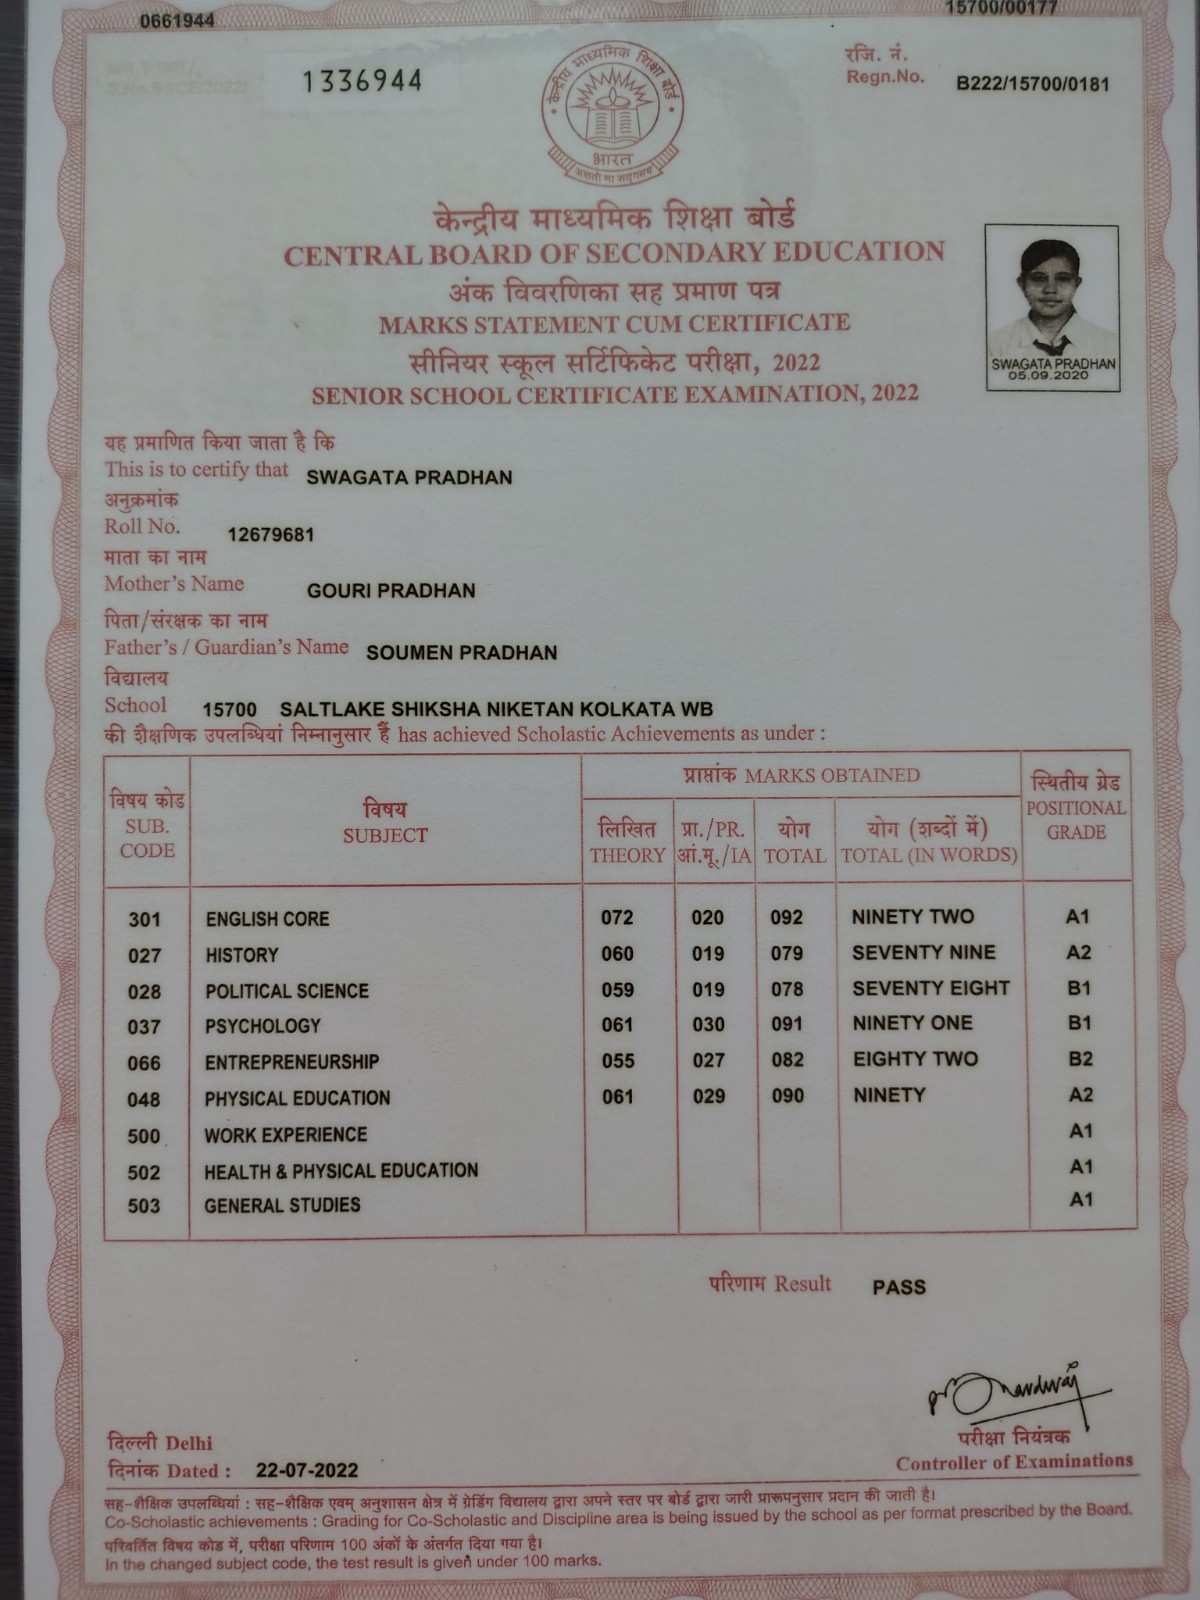 0661944
15700/00177
1336944
रजि. नं.
Regn.No. B222/15700/0181
केन्द्रीय माध्यमिक शिक्षा बोर्ड
भारत
असतो मा सद्गमय
केन्द्रीय माध्यमिक शिक्षा बोर्ड
CENTRAL BOARD OF SECONDARY EDUCATION
अंक विवरणिका सह प्रमाण पत्र
MARKS STATEMENT CUM CERTIFICATE
सीनियर स्कूल सर्टिफिकेट परीक्षा, 2022
SENIOR SCHOOL CERTIFICATE EXAMINATION, 2022
SWAGATA PRADHAN
05.09.2020
यह प्रमाणित किया जाता है कि
This is to certify that SWAGATA PRADHAN
अनुक्रमांक
Roll No. 12679681
माता का नाम
Mother's Name GOURI PRADHAN
पिता/संरक्षक का नाम
Father's / Guardian's Name SOUMEN PRADHAN
विद्यालय
School 15700 SALTLAKE SHIKSHA NIKETAN KOLKATA WB
की शैक्षणिक उपलब्धियां निम्नानुसार हैं has achieved Scholastic Achievements as under :
विषय कोड SUB. CODE विषय SUBJECT प्राप्तांक MARKS OBTAINED स्थितीय ग्रेड POSITIONAL GRADE
लिखित THEORY प्रा./PR. आं.मू./IA योग TOTAL योग (शब्दों में) TOTAL (IN WORDS)
301 ENGLISH CORE 072 020 092 NINETY TWO A1
027 HISTORY 060 019 079 SEVENTY NINE A2
028 POLITICAL SCIENCE 059 019 078 SEVENTY EIGHT B1
037 PSYCHOLOGY 061 030 091 NINETY ONE B1
066 ENTREPRENEURSHIP 055 027 082 EIGHTY TWO B2
048 PHYSICAL EDUCATION 061 029 090 NINETY A2
500 WORK EXPERIENCE A1
502 HEALTH & PHYSICAL EDUCATION A1
503 GENERAL STUDIES A1
परिणाम Result PASS
दिल्ली Delhi
दिनांक Dated : 22-07-2022
परीक्षा नियंत्रक
Controller of Examinations
सह-शैक्षिक उपलब्धियां : सह-शैक्षिक एवम् अनुशासन क्षेत्र में ग्रेडिंग विद्यालय द्वारा अपने स्तर पर बोर्ड द्वारा जारी प्रारूपनुसार प्रदान की जाती है।
Co-Scholastic achievements : Grading for Co-Scholastic and Discipline area is being issued by the school as per format prescribed by the Board.
परिवर्तित विषय कोड में, परीक्षा परिणाम 100 अंकों के अंतर्गत दिया गया है।
In the changed subject code, the test result is given under 100 marks.